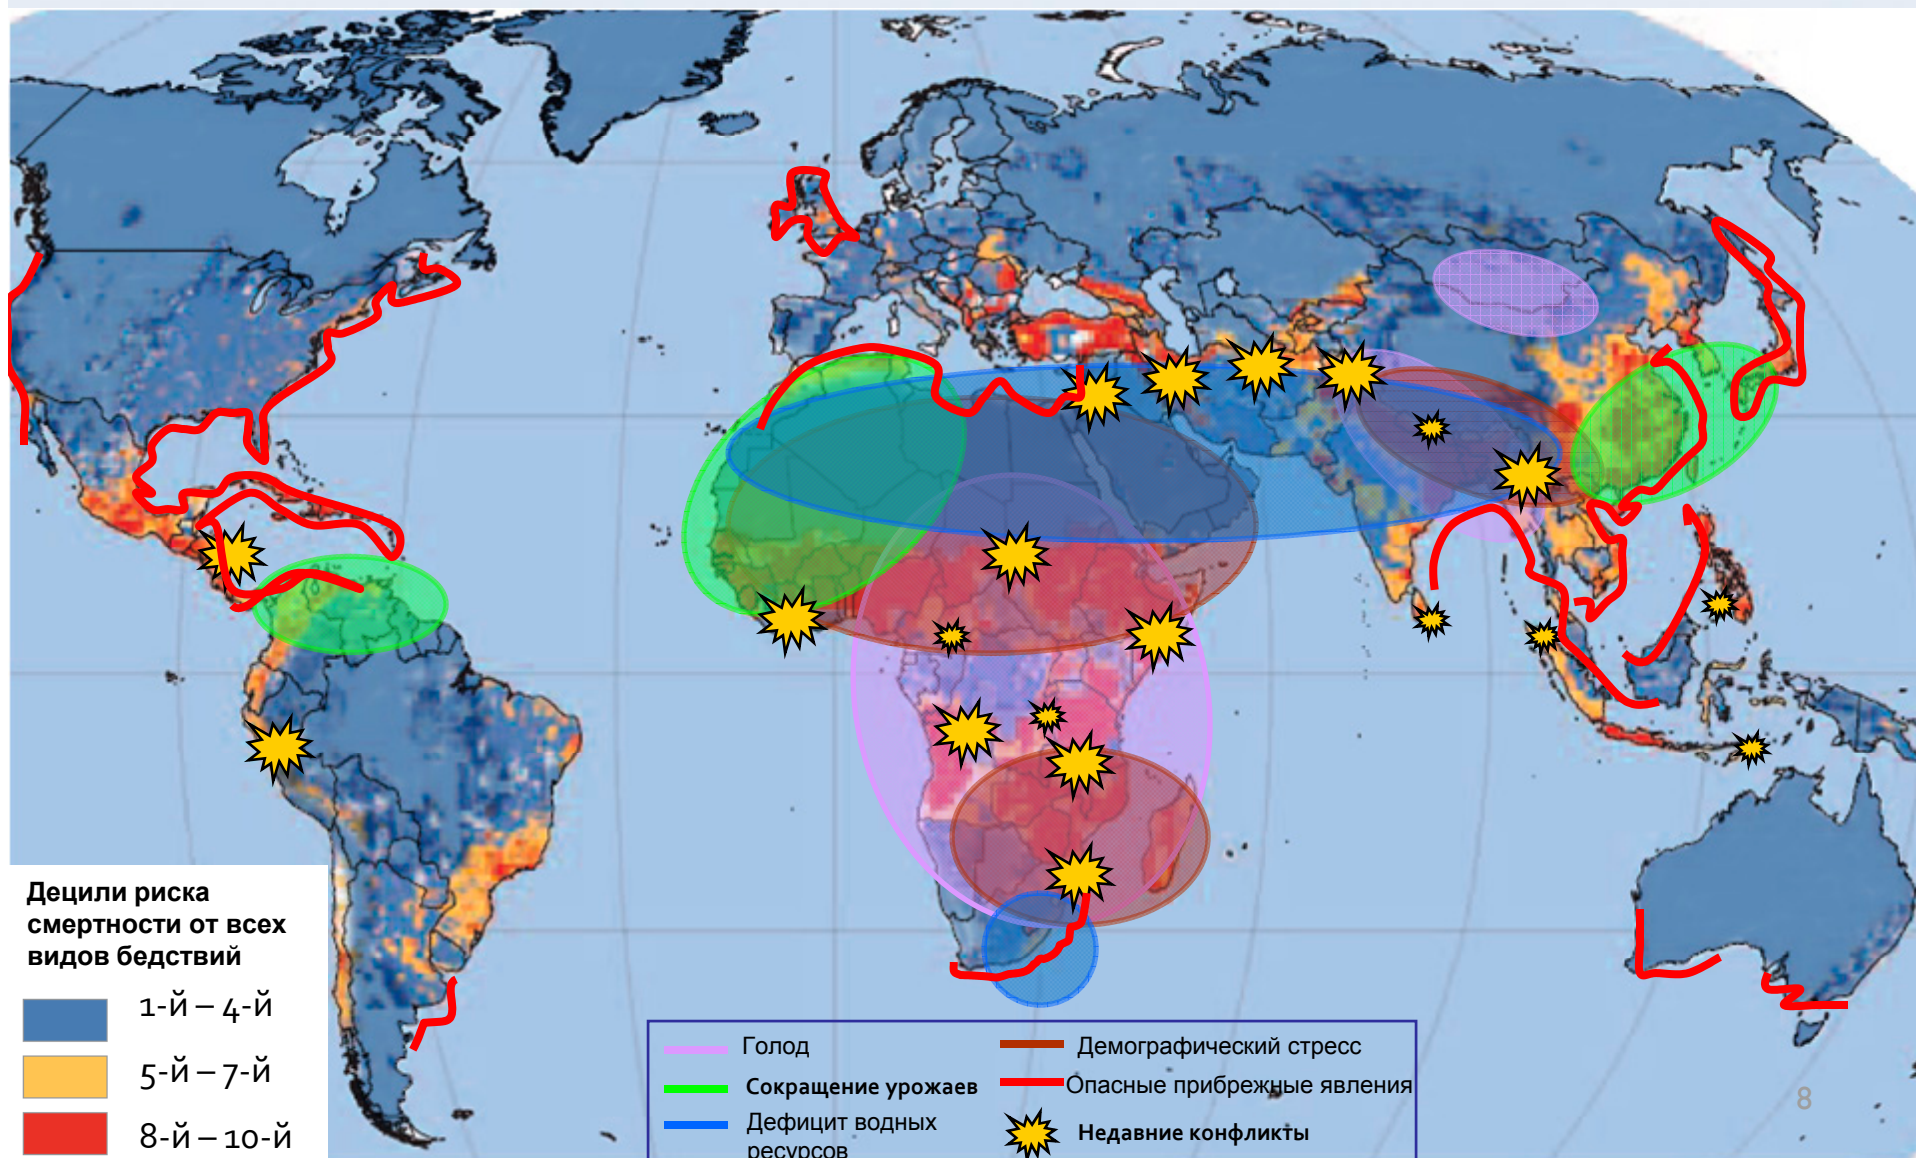 Децили риска
смертности от всех
видов бедствий
1-й – 4-й
5-й – 7-й
8-й – 10-й
Голод
Сокращение урожаев
Дефицит водных
ресурсов
Демографический стресс
Опасные прибрежные явления
Недавние конфликты
8